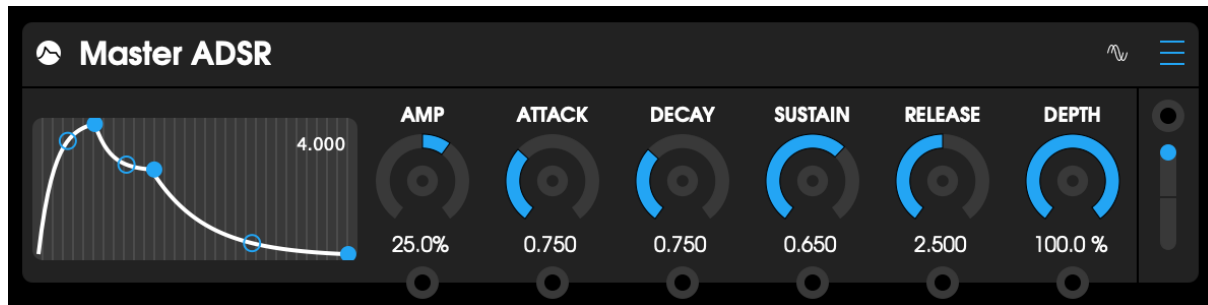 Master ADSR
4.000
AMP ATTACK DECAY SUSTAIN RELEASE DEPTH
25.0% 0.750 0.750 0.650 2.500 100.0 %